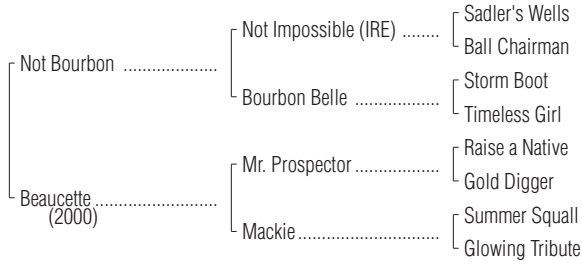 Sadler's Wells
Not Impossible (IRE) ........
Ball Chairman
Not Bourbon ....................
Storm Boot
Bourbon Belle ..................
Timeless Girl
Raise a Native
Mr. Prospector ..................
Gold Digger
Beaucette ..........................
(2000)
Summer Squall
Mackie ..............................
Glowing Tribute